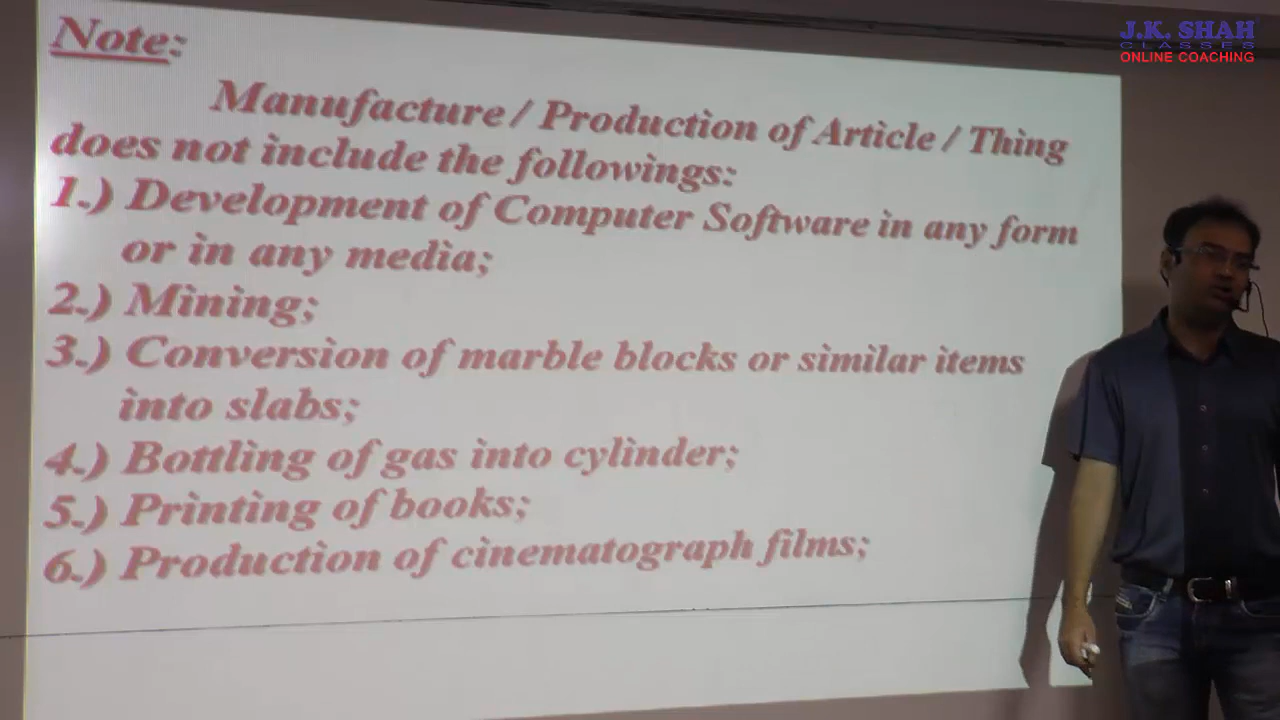 J.K. SHAH
CLASSES
ONLINE COACHING
Note:
Manufacture / Production of Article / Thing
does not include the followings:
1.) Development of Computer Software in any form
or in any media;
2.) Mining;
3.) Conversion of marble blocks or similar items
into slabs;
4.) Bottling of gas into cylinder;
5.) Printing of books;
6.) Production of cinematograph films;